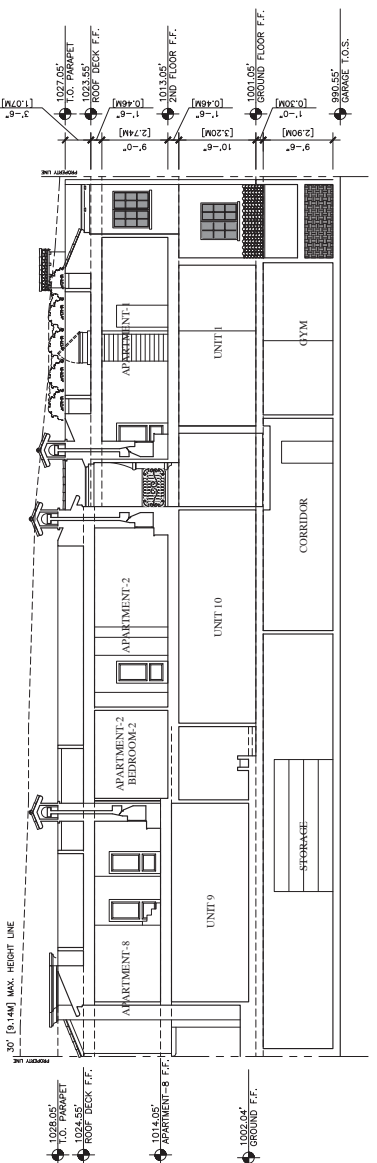 1027.05'
T.O. PARAPET
1023.55'
ROOF DECK F.F.
1013.05'
2ND FLOOR F.F.
1001.05'
GROUND FLOOR F.F.
990.55'
GARAGE T.O.S.
3'-6"
[1.07M]
1'-6"
[0.46M]
9'-0"
[2.74M]
1'-6"
[0.46M]
10'-6"
[3.20M]
1'-0"
[0.30M]
9'-6"
[2.90M]
PROPERTY LINE
APARTMENT-1
UNIT 1
GYM
CORRIDOR
APARTMENT-2
UNIT 10
APARTMENT-2
BEDROOM-2
STORAGE
UNIT 9
APARTMENT-8
30' [9.14M] MAX. HEIGHT LINE
PROPERTY LINE
1028.05'
T.O. PARAPET
1024.55'
ROOF DECK F.F.
1014.05'
APARTMENT-8 F.F.
1002.04'
GROUND F.F.